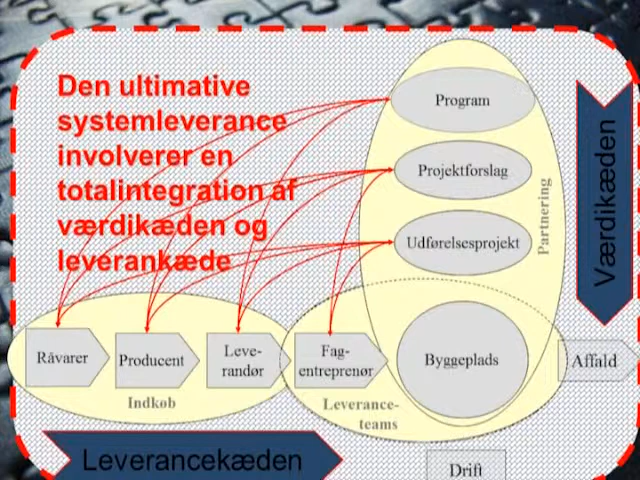 Den ultimative
systemleverance
involverer en
totalintegration af
værdikæden og
leverankæde
Program
Projektforslag
Udførelsesprojekt
Partnering
Værdikæden
Råvarer
Producent
Leve-
randør
Fag-
entreprenør
Byggeplads
Affald
Indkøb
Leverance-
teams
Leverancekæden
Drift